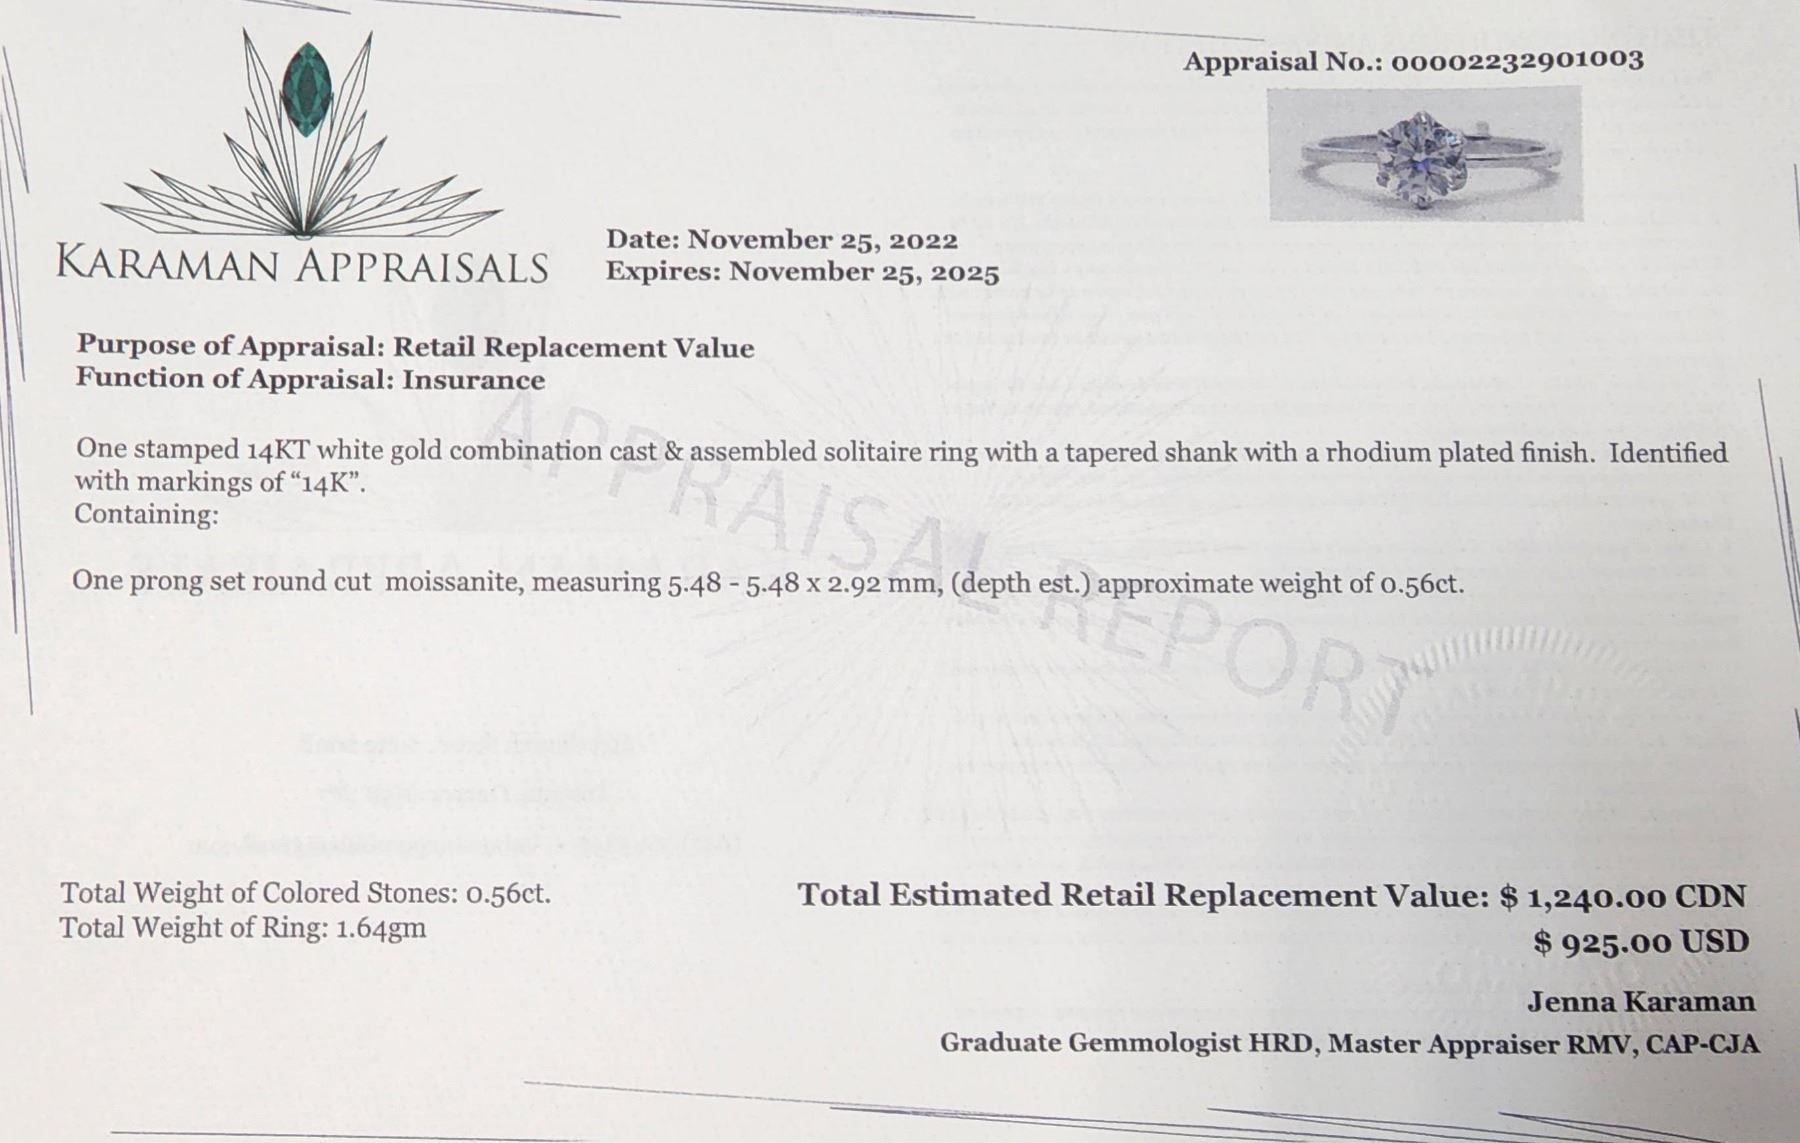 Appraisal No.: 00002232901003
KARAMAN APPRAISALS
Date: November 25, 2022
Expires: November 25, 2025
Purpose of Appraisal: Retail Replacement Value
Function of Appraisal: Insurance
One stamped 14KT white gold combination cast & assembled solitaire ring with a tapered shank with a rhodium plated finish.  Identified
with markings of “14K”.
Containing:
One prong set round cut  moissanite, measuring 5.48 - 5.48 x 2.92 mm, (depth est.) approximate weight of 0.56ct.
APPRAISAL REPORT
Total Weight of Colored Stones: 0.56ct.
Total Weight of Ring: 1.64gm
Total Estimated Retail Replacement Value: $ 1,240.00 CDN
$ 925.00 USD
Jenna Karaman
Graduate Gemmologist HRD, Master Appraiser RMV, CAP-CJA